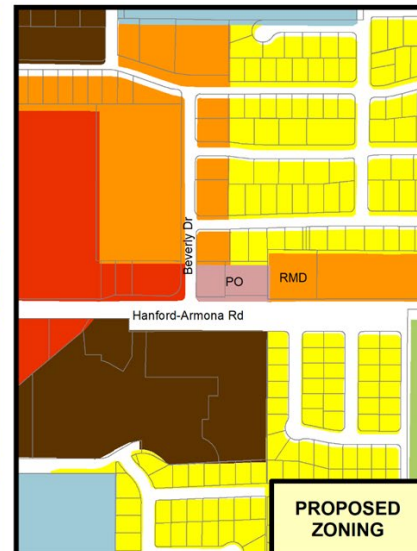 Beverly Dr
PO
RMD
Hanford-Armona Rd
PROPOSED
ZONING